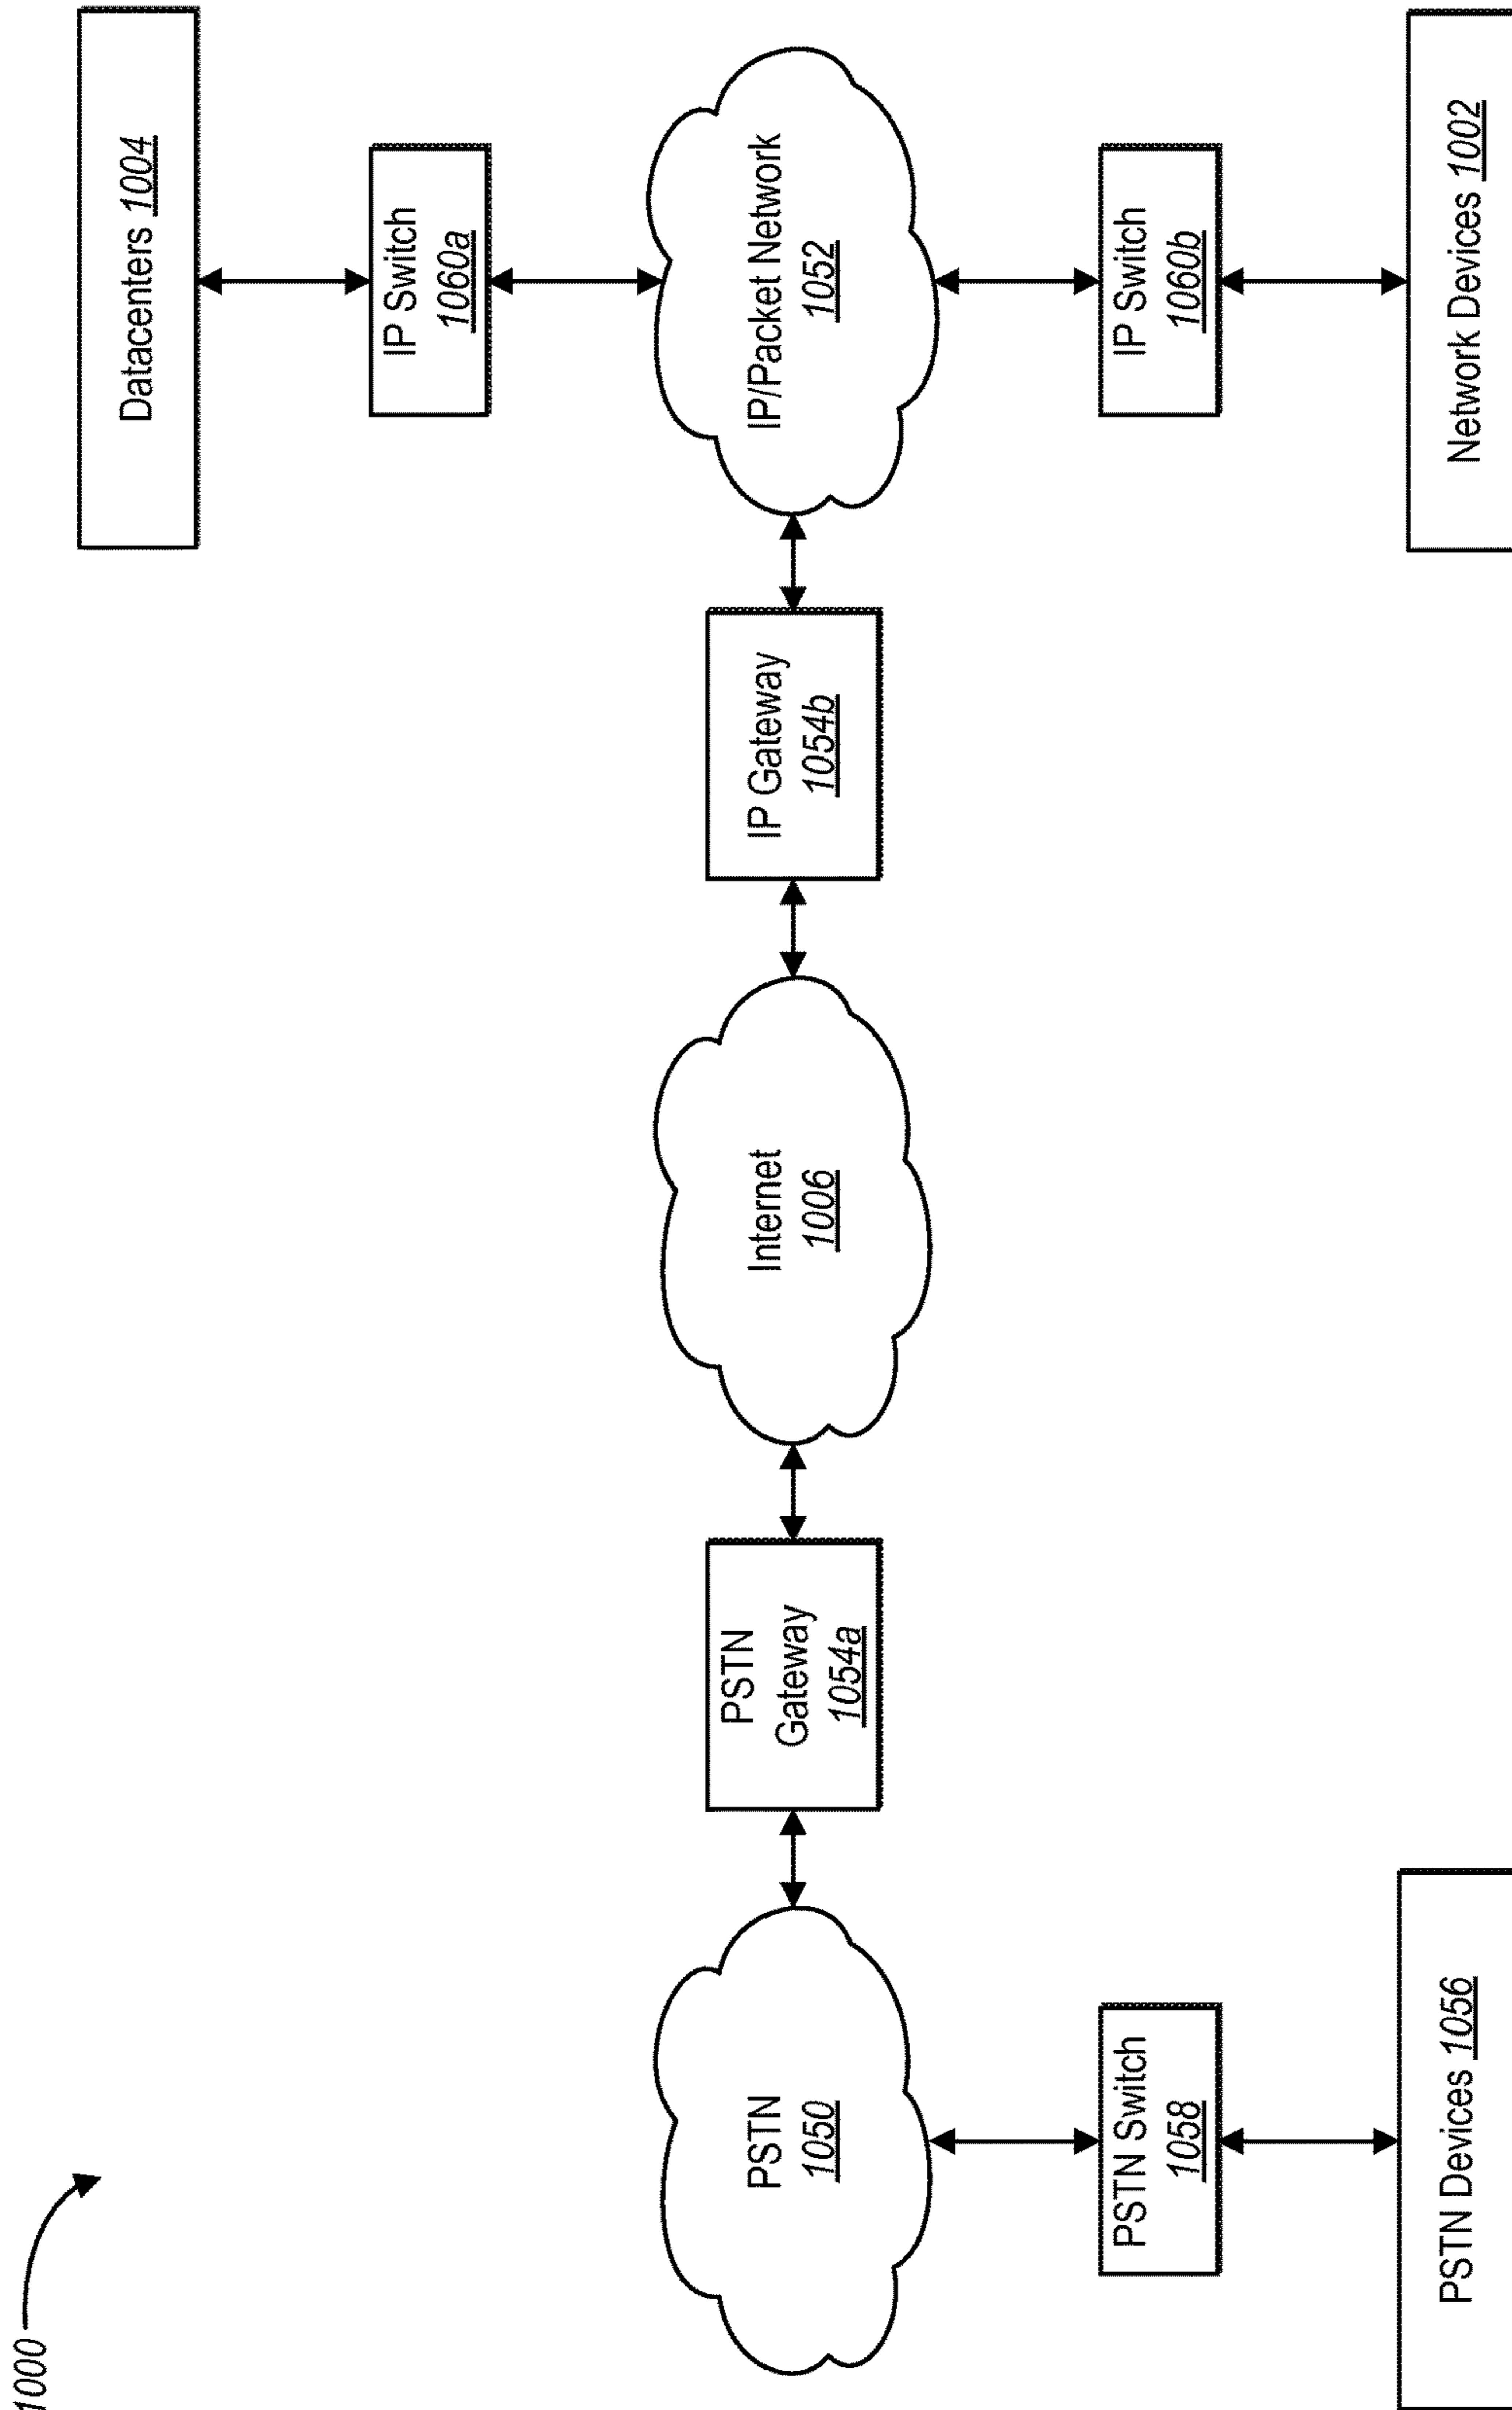 1000
Datacenters 1004
IP Switch
1060a
PSTN
1050
PSTN
Gateway
1054a
Internet
1006
IP Gateway
1054b
IP/Packet Network
1052
PSTN Switch
1058
IP Switch
1060b
PSTN Devices 1056
Network Devices 1002